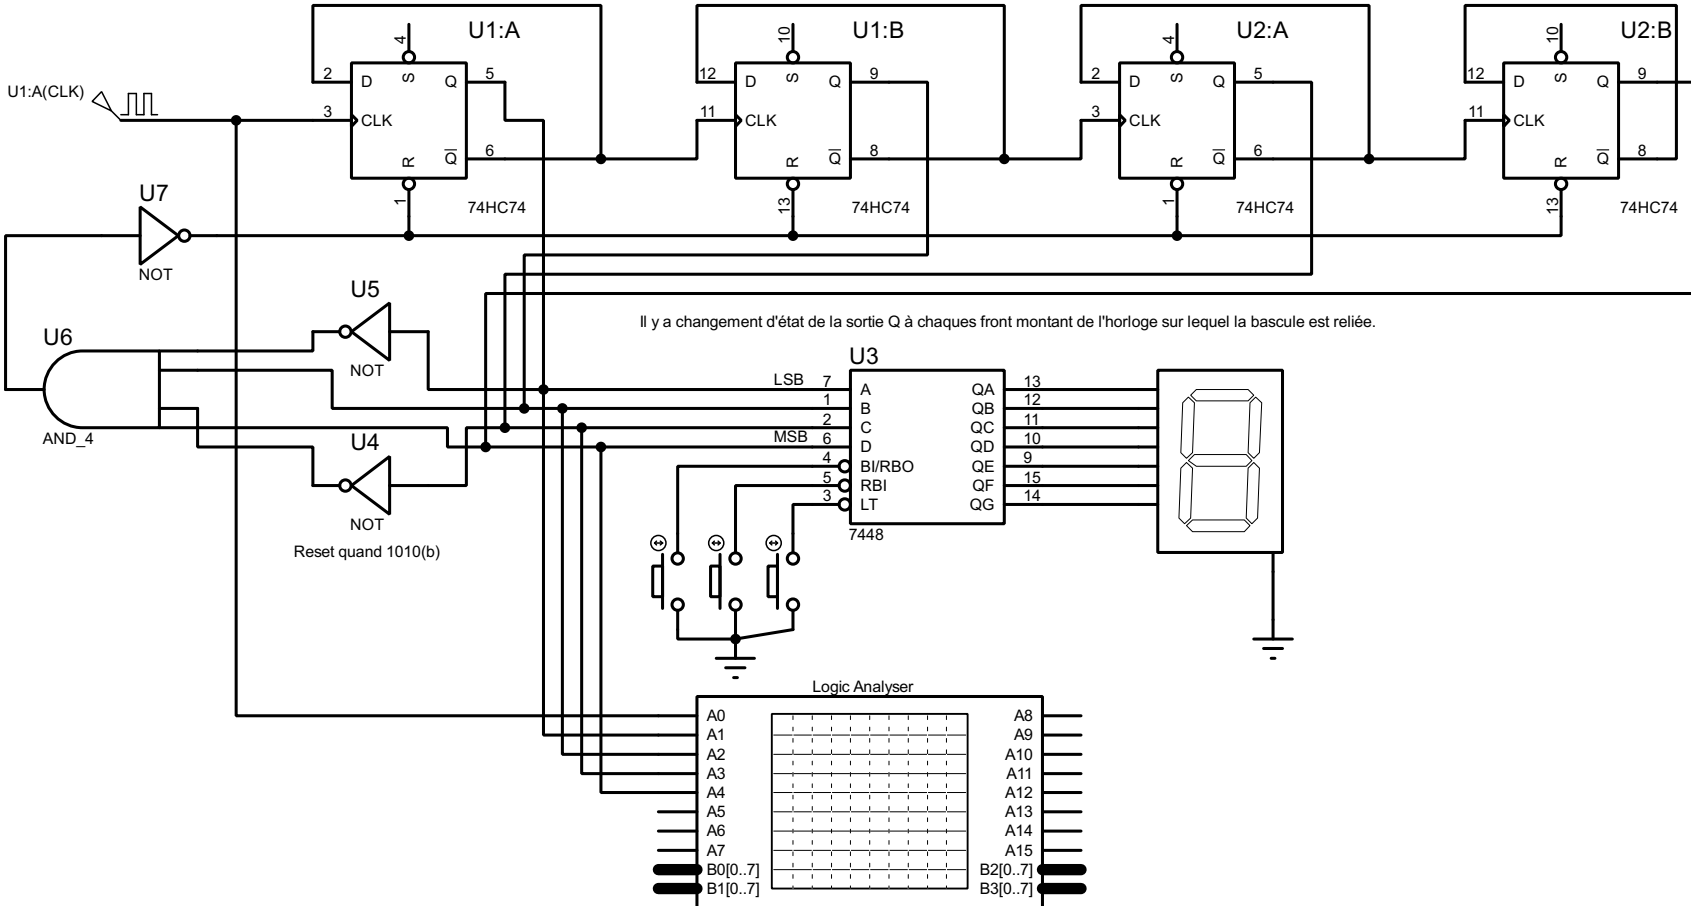 U1:A
U1:B
U2:A
U2:B
U1:A(CLK)
4
2 D S Q 5
3 CLK
R Q 6
1
74HC74
10
12 D S Q 9
11 CLK
R Q 8
13
74HC74
4
2 D S Q 5
3 CLK
R Q 6
1
74HC74
10
12 D S Q 9
11 CLK
R Q 8
13
74HC74
U7
NOT
U5
NOT
U6
AND_4
U4
NOT
Reset quand 1010(b)
Il y a changement d'état de la sortie Q à chaques front montant de l'horloge sur lequel la bascule est reliée.
U3
LSB 7 A QA 13
1 B QB 12
2 C QC 11
MSB 6 D QD 10
4 BI/RBO QE 9
5 RBI QF 15
3 LT QG 14
7448
Logic Analyser
A0 A8
A1 A9
A2 A10
A3 A11
A4 A12
A5 A13
A6 A14
A7 A15
B0[0..7] B2[0..7]
B1[0..7] B3[0..7]